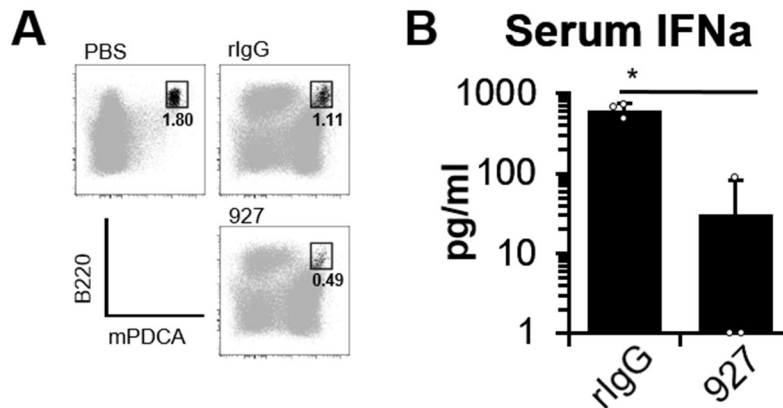 A
PBS
rIgG
1.80
1.11
927
0.49
B220
mPDCA
B
Serum IFNa
*
pg/ml
1000
100
10
1
rIgG
927